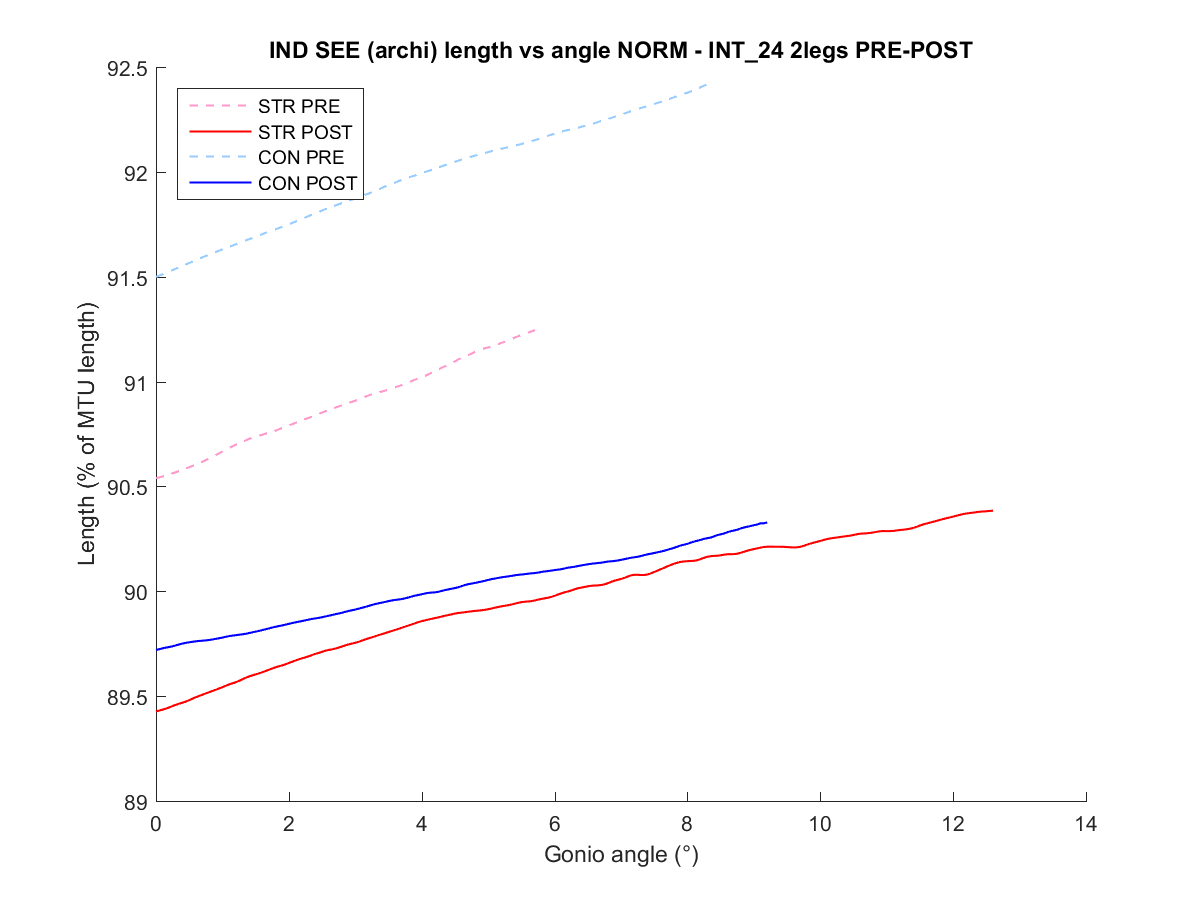 IND SEE (archi) length vs angle NORM - INT_24 2legs PRE-POST
92.5
92
91.5
91
90.5
90
89.5
89
Length (% of MTU length)
STR PRE
STR POST
CON PRE
CON POST
0
2
4
6
8
10
12
14
Gonio angle (°)